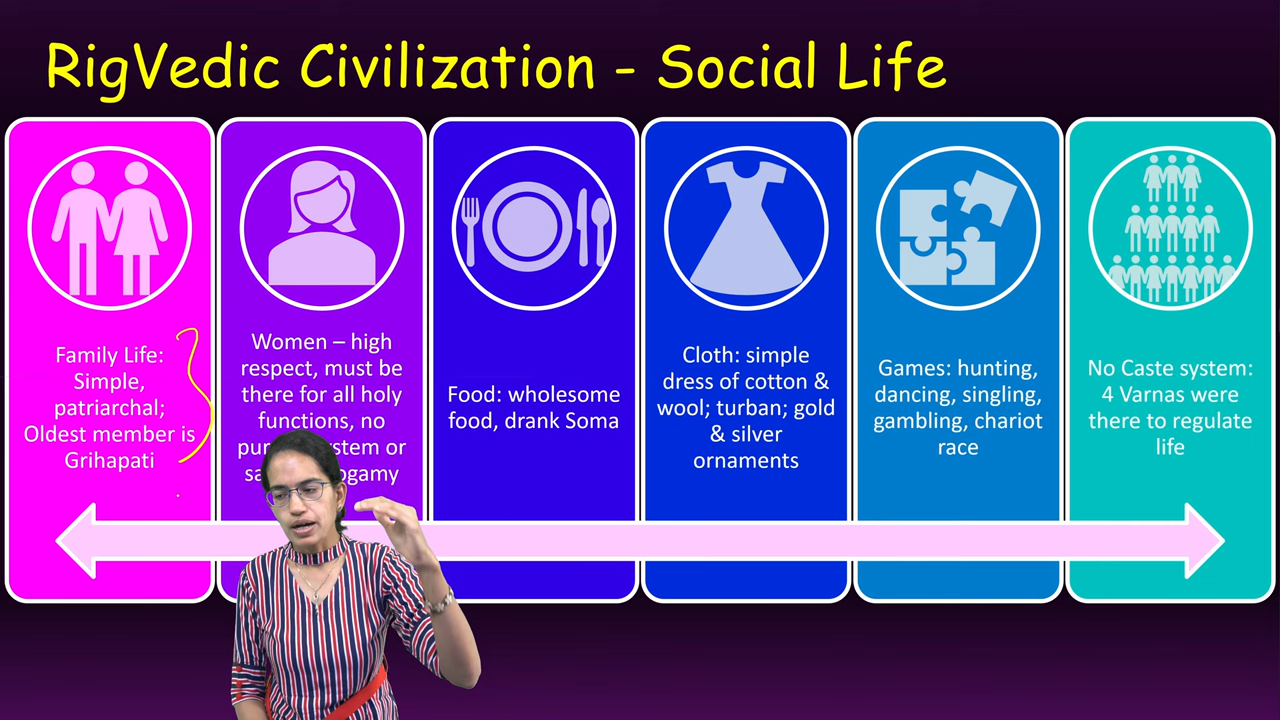 RigVedic Civilization - Social Life
Family Life:
Simple,
patriarchal;
Oldest member is
Grihapati
Women – high
respect, must be
there for all holy
functions, no
or
Food: wholesome
food, drank Soma
Cloth: simple
dress of cotton &
wool; turban; gold
& silver
ornaments
Games: hunting,
dancing, singling,
gambling, chariot
race
No Caste system:
4 Varnas were
there to regulate
life